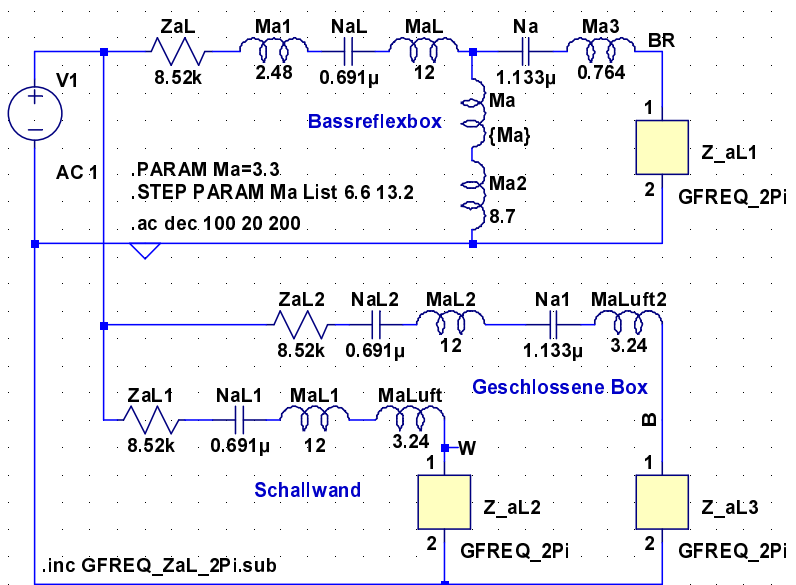 ZaL Ma1 NaL MaL Na Ma3 BR
8.52k 2.48 0.691µ 12 1.133µ 0.764
V1
AC 1
Bassreflexbox
Ma
{Ma}
Ma2
8.7
1
2
Z_aL1
GFREQ_2Pi
.PARAM Ma=3.3
.STEP PARAM Ma List 6.6 13.2
.ac dec 100 20 200
ZaL2 NaL2 MaL2 Na1 MaLuft2
8.52k 0.691µ 12 1.133µ 3.24
Geschlossene Box
ZaL1 NaL1 MaL1 MaLuft
8.52k 0.691µ 12 3.24
B
W
Schallwand
1
2
Z_aL2
GFREQ_2Pi
1
2
Z_aL3
GFREQ_2Pi
.inc GFREQ_ZaL_2Pi.sub